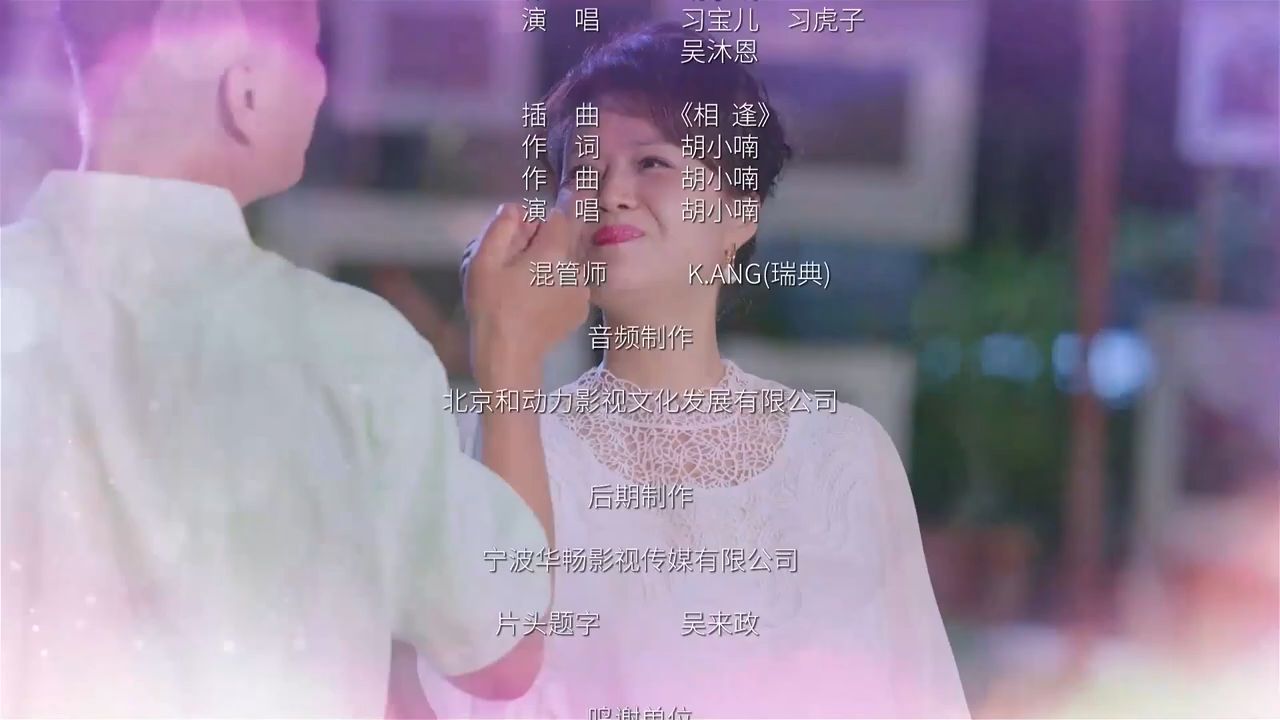 演 唱 习宝儿 习虎子
吴沐恩
插 曲 《相 逢》
作 词 胡小喃
作 曲 胡小喃
演 唱 胡小喃
混管师 K.ANG(瑞典)
音频制作
北京和动力影视文化发展有限公司
后期制作
宁波华畅影视传媒有限公司
片头题字 吴来政
鸣谢单位